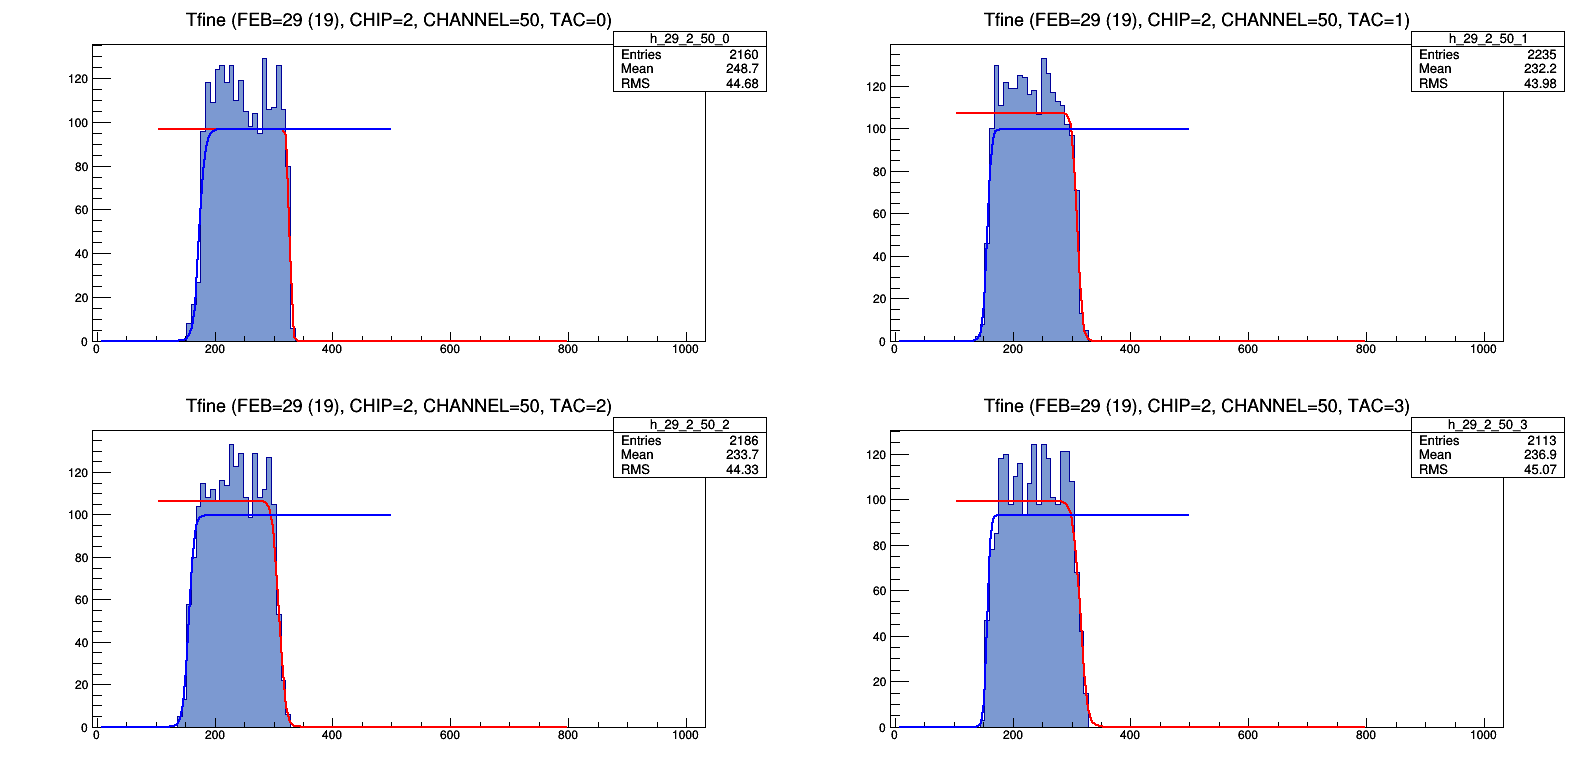 Tfine (FEB=29 (19), CHIP=2, CHANNEL=50, TAC=0)
h_29_2_50_0
Entries 2160
Mean 248.7
RMS 44.68
120
100
80
60
40
20
0
0 200 400 600 800 1000
Tfine (FEB=29 (19), CHIP=2, CHANNEL=50, TAC=1)
h_29_2_50_1
Entries 2235
Mean 232.2
RMS 43.98
120
100
80
60
40
20
0
0 200 400 600 800 1000
Tfine (FEB=29 (19), CHIP=2, CHANNEL=50, TAC=2)
h_29_2_50_2
Entries 2186
Mean 233.7
RMS 44.33
120
100
80
60
40
20
0
0 200 400 600 800 1000
Tfine (FEB=29 (19), CHIP=2, CHANNEL=50, TAC=3)
h_29_2_50_3
Entries 2113
Mean 236.9
RMS 45.07
120
100
80
60
40
20
0
0 200 400 600 800 1000